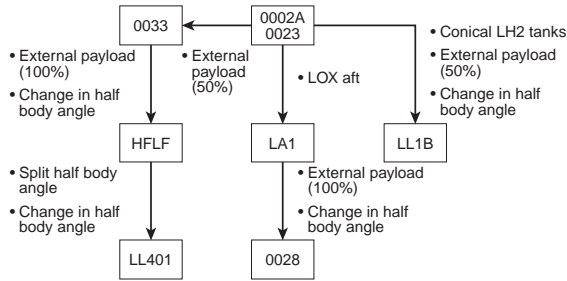 0033
0002A
0023
• External payload
(100%)
• Change in half
body angle
• External
payload
(50%)
• LOX aft
• Conical LH2 tanks
• External payload
(50%)
• Change in half
body angle
HFLF
LA1
LL1B
• Split half body
angle
• Change in half
body angle
• External payload
(100%)
• Change in half
body angle
LL401
0028